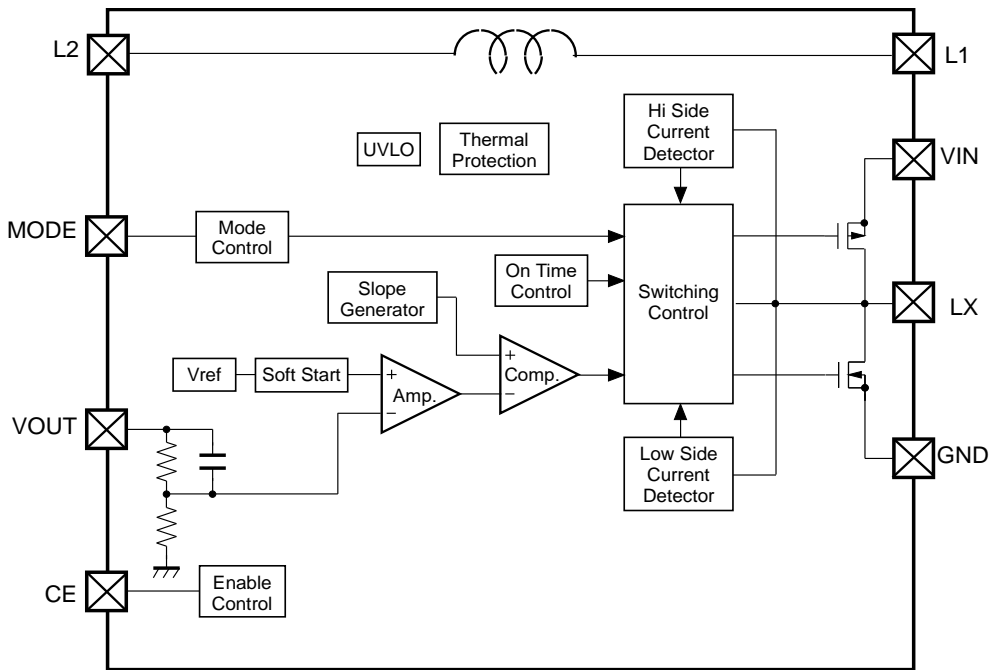 L2
L1
Hi Side
Current
Detector
UVLO
Thermal
Protection
VIN
MODE
Mode
Control
On Time
Control
Switching
Control
Slope
Generator
LX
Vref
Soft Start
+
−
Amp.
+
−
Comp.
VOUT
Low Side
Current
Detector
GND
CE
Enable
Control